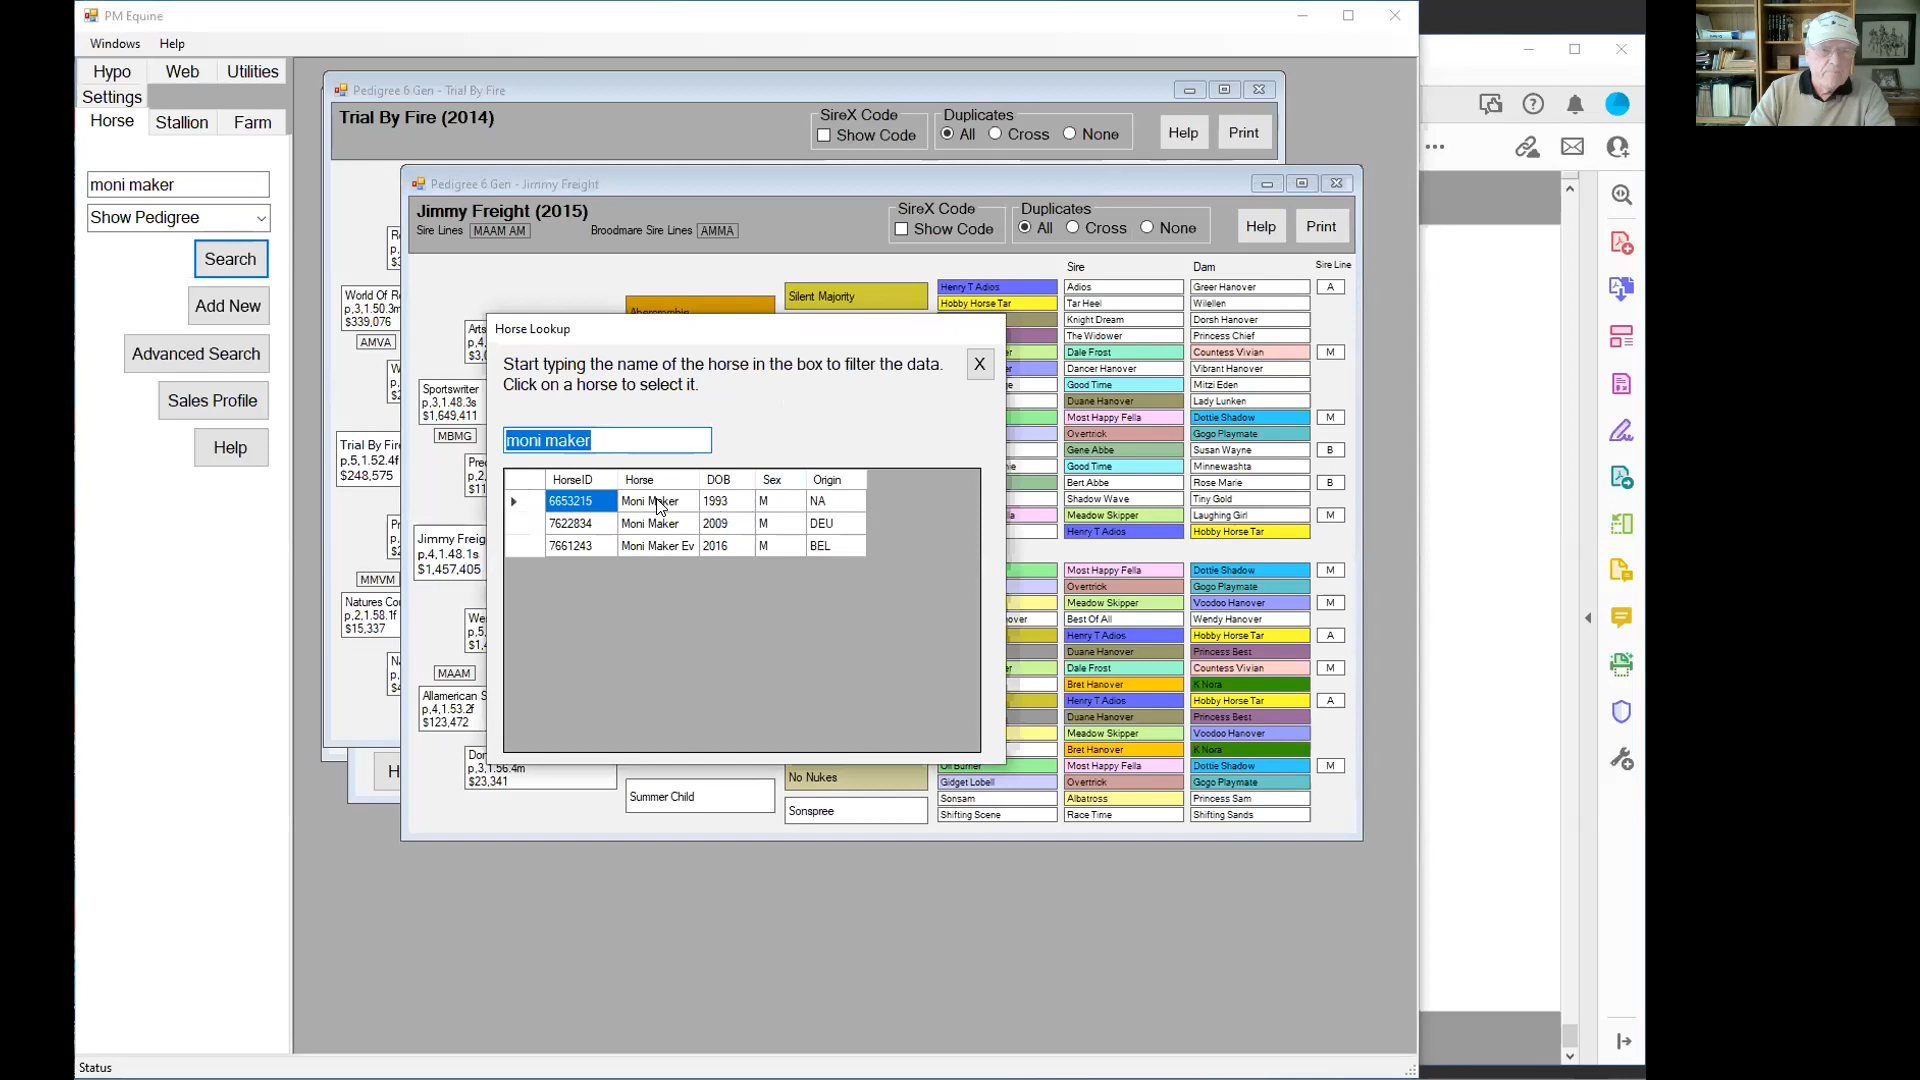 PM Equine
Windows Help
Hypo Web Utilities
Settings
Horse Stallion Farm
moni maker
Show Pedigree
Search
Add New
Advanced Search
Sales Profile
Help
Status
Pedigree 6 Gen - Trial By Fire
Trial By Fire (2014)
SireX Code
Show Code
Duplicates
All Cross None
Help Print
World Of
$339,076
AMVA
Trial By Fire
p,5,1:52.4f
$248,575
MMVM
Natures Co
p,2,1:58.1f
$15,337
Pedigree 6 Gen - Jimmy Freight
Jimmy Freight (2015)
Sire Lines MAAM AM
Broodmare Sire Lines AMMA
SireX Code
Show Code
Duplicates
All Cross None
Help Print
Sportswriter
p,3,1:48.3s
$1,649,411
MBMG
Jimmy Freig
p,4,1:48.1s
$1,457,405
MAAM
Allamerican S
p,4,1:53.2f
$123,472
p,3,1:56.4m
$23,341
Abercrombie
Summer Child
Silent Majority
No Nukes
Sonspree
Horse Lookup
Start typing the name of the horse in the box to filter the data.
Click on a horse to select it.
X
moni maker
HorseID Horse DOB Sex Origin
6653215 Moni Maker 1993 M NA
7622834 Moni Maker 2009 M DEU
7661243 Moni Maker Ev 2016 M BEL
Sire Dam Sire Line
Henry T Adios Adios Greer Hanover A
Hobby Horse Tar Tar Heel Wilellen
Knight Dream Dorsh Hanover
The Widower Princess Chief
Dale Frost Countess Vivian M
Dancer Hanover Vibrant Hanover
Good Time Mitzi Eden
Duane Hanover Lady Lunken
Most Happy Fella Dottie Shadow M
Overtrick Gogo Playmate
Gene Abbe Susan Wayne B
Good Time Minnewashta
Bert Abbe Rose Marie B
Shadow Wave Tiny Gold
Meadow Skipper Laughing Girl M
Henry T Adios Hobby Horse Tar
Most Happy Fella Dottie Shadow M
Overtrick Gogo Playmate
Meadow Skipper Voodoo Hanover M
Best Of All Wendy Hanover
Henry T Adios Hobby Horse Tar A
Duane Hanover Princess Best
Dale Frost Countess Vivian M
Bret Hanover K Nora
Henry T Adios Hobby Horse Tar A
Duane Hanover Princess Best
Meadow Skipper Voodoo Hanover
Bret Hanover K Nora
Oil Burner Most Happy Fella Dottie Shadow M
Gidget Lobell Overtrick Gogo Playmate
Sonsam Albatross Princess Sam
Shifting Scene Race Time Shifting Sands